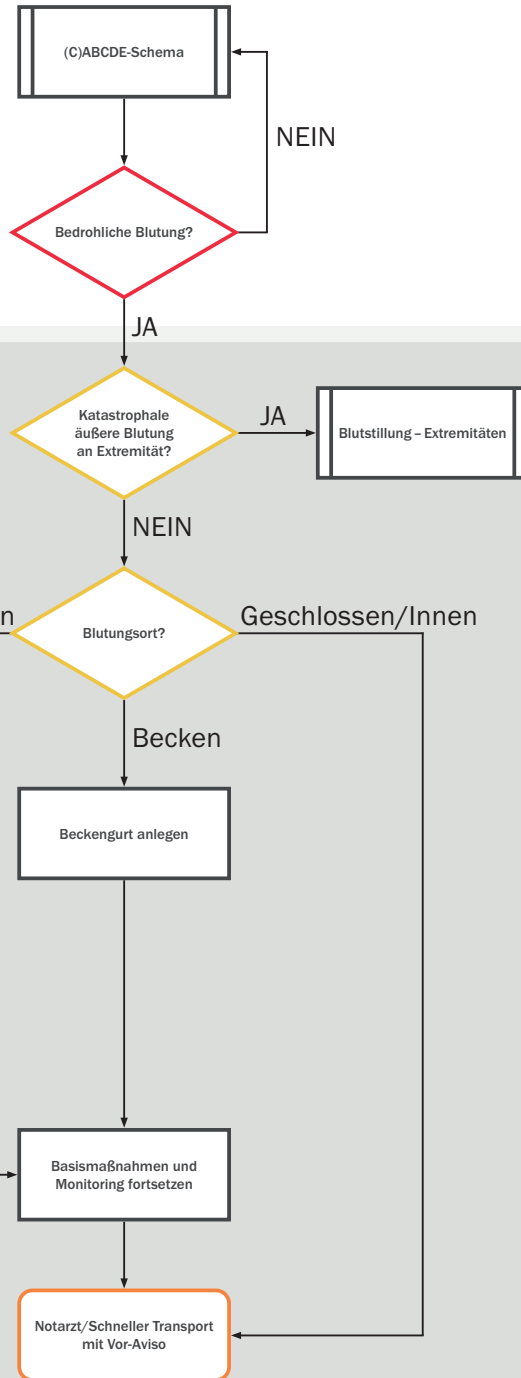 (C)ABCDE-Schema
NEIN
Bedrohliche Blutung?
JA
Katastrophale
äußere Blutung
an Extremität?
JA
Blutstillung – Extremitäten
NEIN
n
Blutungsort?
Geschlossen/Innen
Becken
Beckengurt anlegen
Basismaßnahmen und
Monitoring fortsetzen
Notarzt/Schneller Transport
mit Vor-Aviso